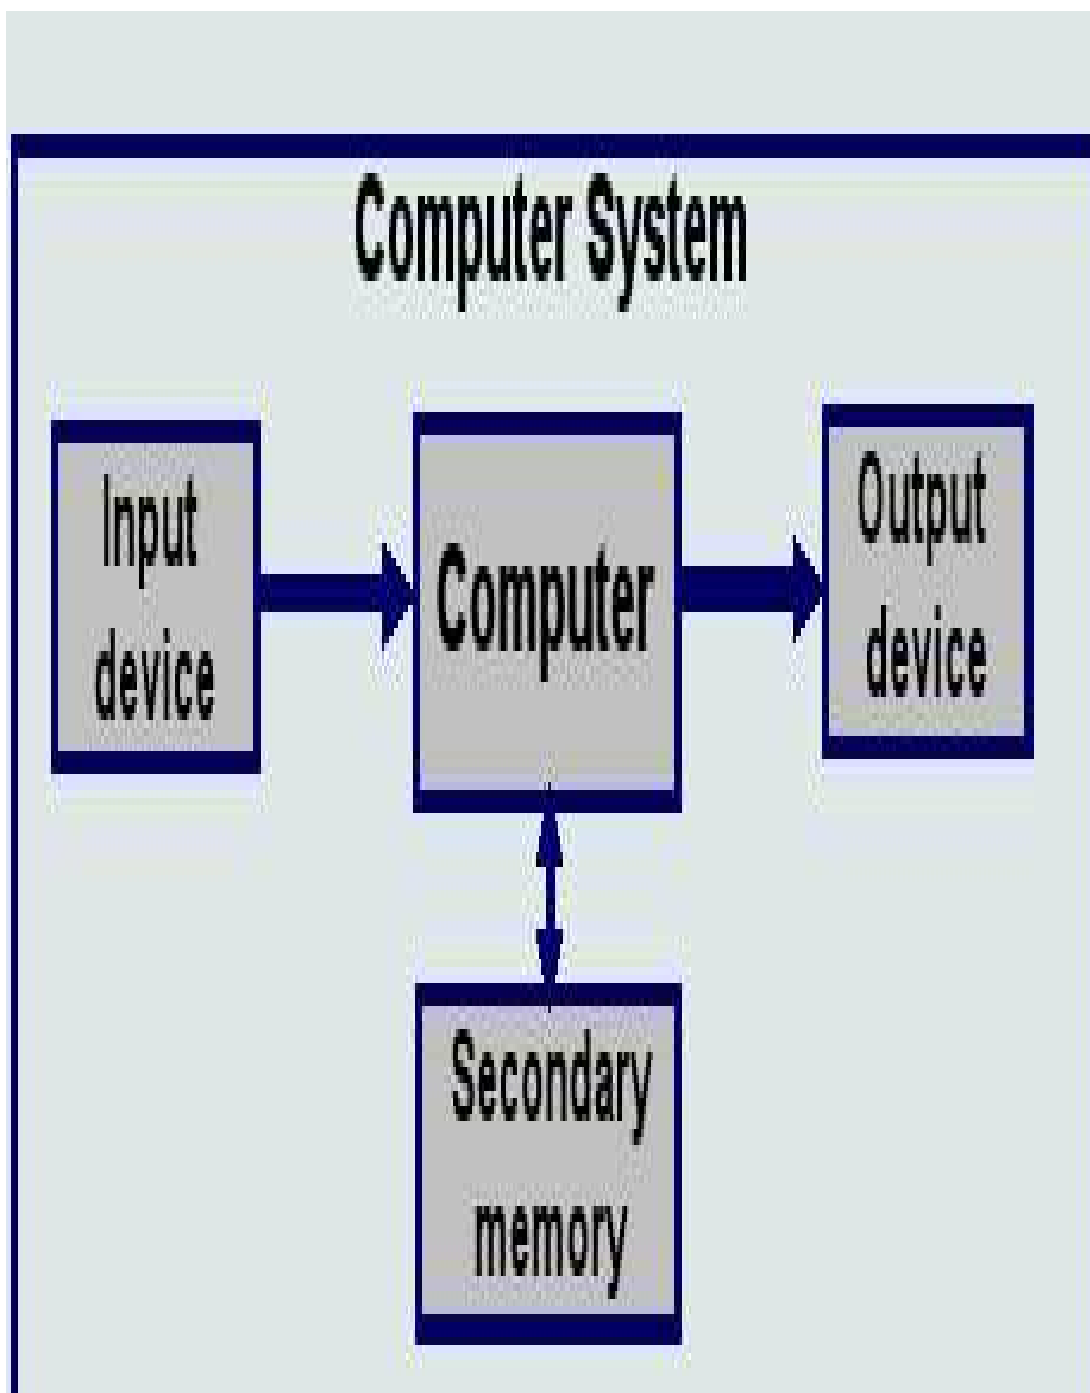 Computer System
Input
device
Computer
Output
device
Secondary
memory